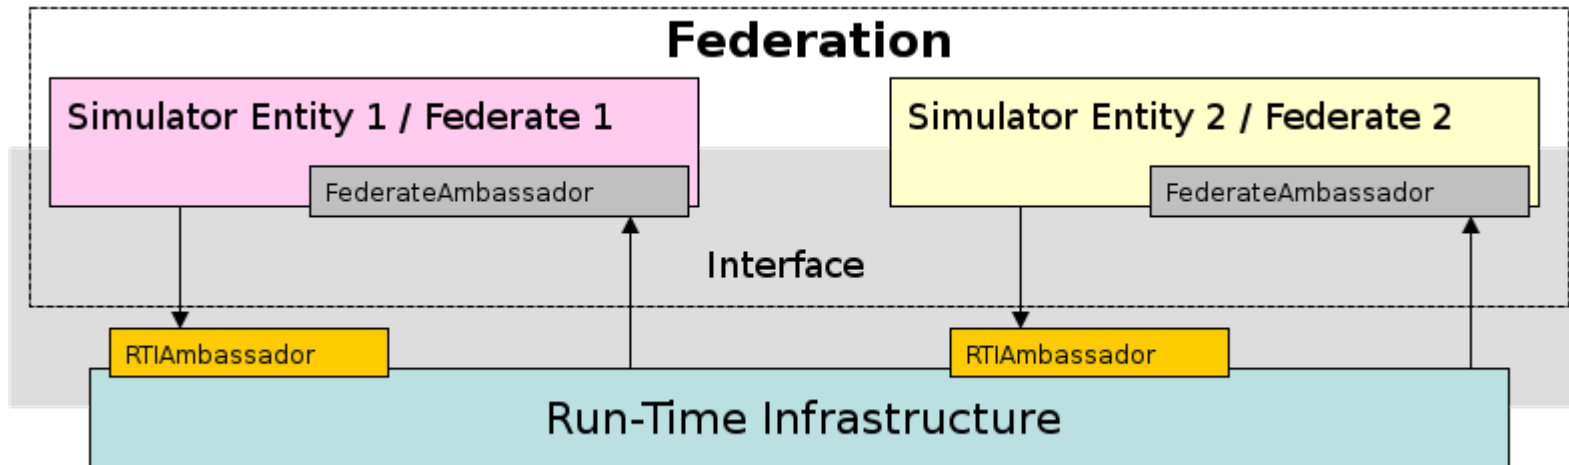 Federation
Simulator Entity 1 / Federate 1
Simulator Entity 2 / Federate 2
FederateAmbassador
FederateAmbassador
Interface
RTIAmbassador
RTIAmbassador
Run-Time Infrastructure